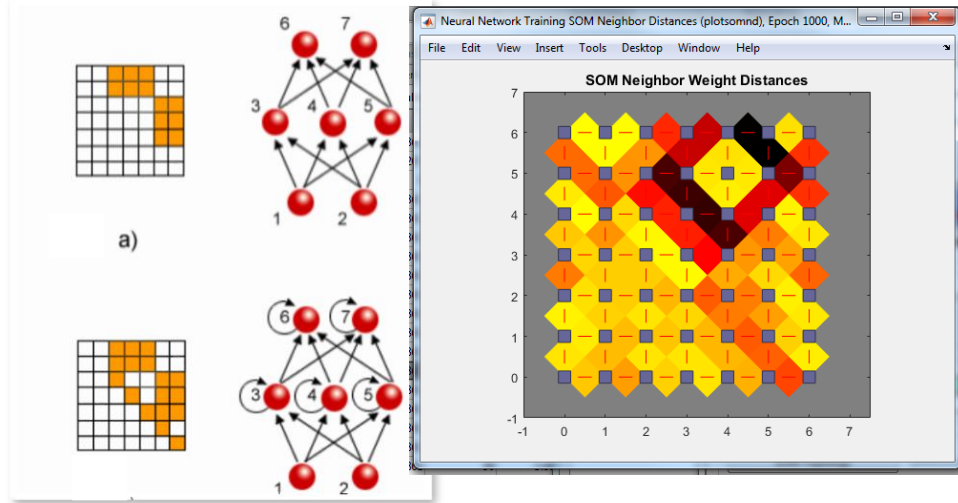 6 7
3 4 5
1 2
a)
6 7
3 4 5
1 2
Neural Network Training SOM Neighbor Distances (plotsomnd), Epoch 1000, M...
File Edit View Insert Tools Desktop Window Help
SOM Neighbor Weight Distances
7
6
5
4
3
2
1
0
-1
-1 0 1 2 3 4 5 6 7